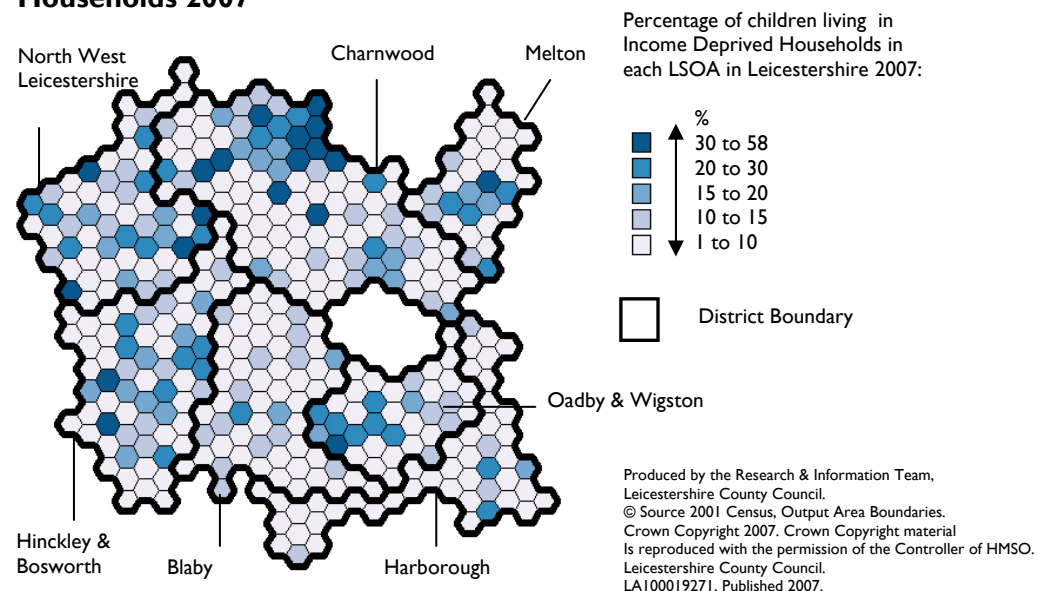 Households 2007
North West
Leicestershire
Charnwood
Melton
Percentage of children living in
Income Deprived Households in
each LSOA in Leicestershire 2007:
%
30 to 58
20 to 30
15 to 20
10 to 15
1 to 10
District Boundary
Oadby & Wigston
Hinckley &
Bosworth
Blaby
Harborough
Produced by the Research & Information Team,
Leicestershire County Council.
© Source 2001 Census, Output Area Boundaries.
Crown Copyright 2007. Crown Copyright material
Is reproduced with the permission of the Controller of HMSO.
Leicestershire County Council.
LA100019271. Published 2007.